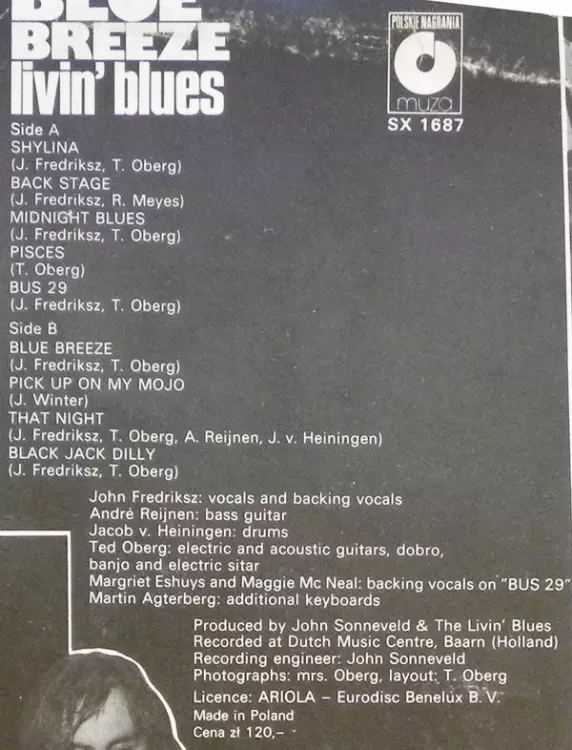 BLUE
BREEZE
livin' blues
POLSKIE NAGRANIA
muza
SX 1687
Side A
SHYLINA
(J. Fredriksz, T. Oberg)
BACK STAGE
(J. Fredriksz, R. Meyes)
MIDNIGHT BLUES
(J. Fredriksz, T. Oberg)
PISCES
(T. Oberg)
BUS 29
(J. Fredriksz, T. Oberg)
Side B
BLUE BREEZE
(J. Fredriksz, T. Oberg)
PICK UP ON MY MOJO
(J. Winter)
THAT NIGHT
(J. Fredriksz, T. Oberg, A. Reijnen, J. v. Heiningen)
BLACK JACK DILLY
(J. Fredriksz, T. Oberg)
John Fredriksz: vocals and backing vocals
André Reijnen: bass guitar
Jacob v. Heiningen: drums
Ted Oberg: electric and acoustic guitars, dobro,
banjo and electric sitar
Margriet Eshuys and Maggie Mc Neal: backing vocals on "BUS 29"
Martin Agterberg: additional keyboards
Produced by John Sonneveld & The Livin' Blues
Recorded at Dutch Music Centre, Baarn (Holland)
Recording engineer: John Sonneveld
Photographs: mrs. Oberg, layout: T. Oberg
Licence: ARIOLA – Eurodisc Benelux B. V.
Made in Poland
Cena zł 120,-